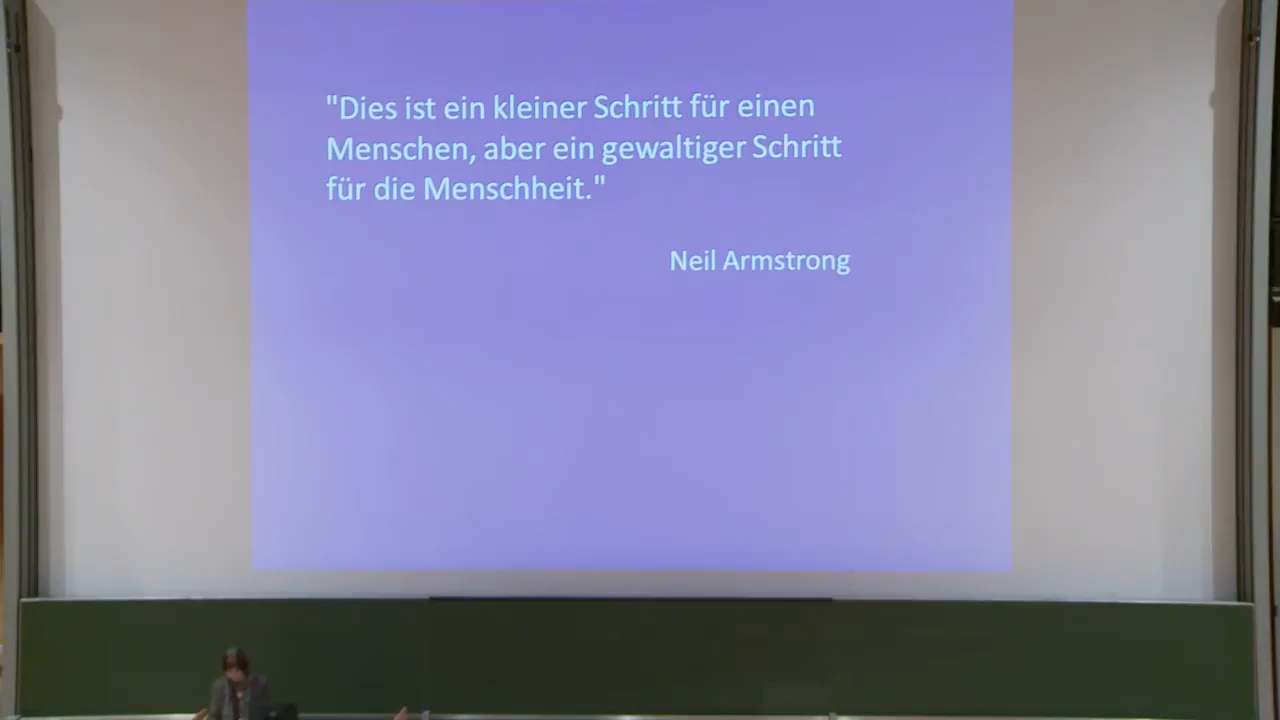 "Dies ist ein kleiner Schritt für einen
Menschen, aber ein gewaltiger Schritt
für die Menschheit."
Neil Armstrong